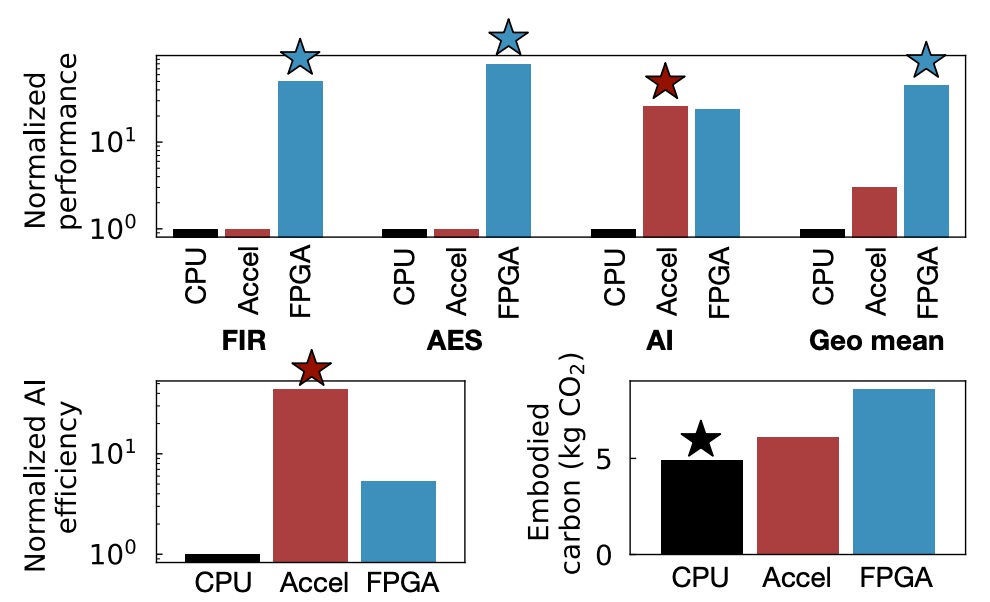 Normalized
performance
10¹
10⁰
CPU Accel FPGA CPU Accel FPGA CPU Accel FPGA CPU Accel FPGA
FIR AES AI Geo mean
Normalized AI
efficiency
10¹
10⁰
CPU Accel FPGA
Embodied
carbon (kg CO₂)
5
0
CPU Accel FPGA